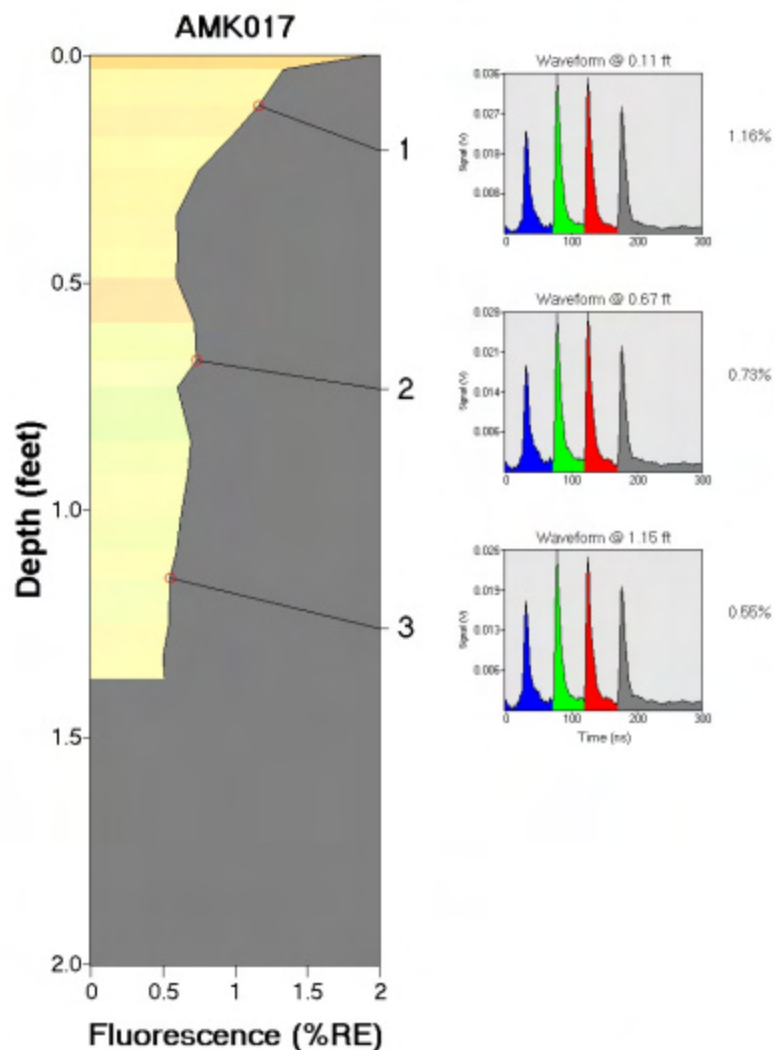 AMK017
0.0
0.5
1.0
1.5
2.0
Depth (feet)
0 0.5 1 1.5 2
Fluorescence (%RE)
1
2
3
Waveform @ 0.11 ft
0.036
0.027
0.018
0.008
Signal (V)
0 100 200 300
1.16%
Waveform @ 0.67 ft
0.028
0.021
0.014
0.006
Signal (V)
0 100 200 300
0.73%
Waveform @ 1.15 ft
0.026
0.019
0.013
0.006
Signal (V)
0 100 200 300
Time (ns)
0.55%